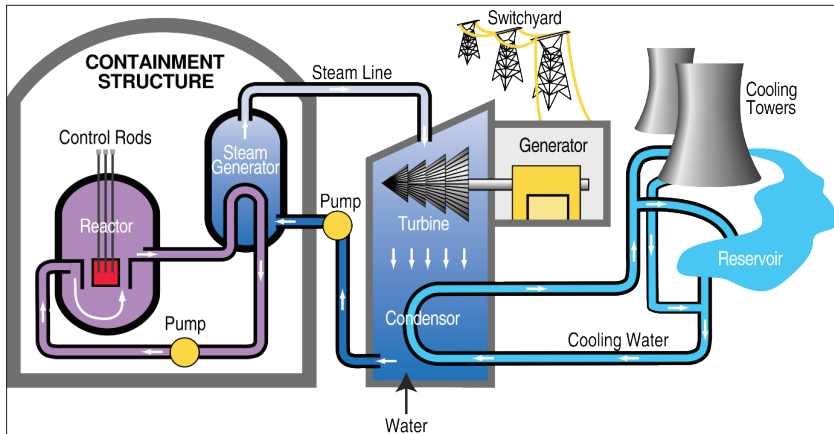 Switchyard
CONTAINMENT
STRUCTURE
Steam Line
Cooling
Towers
Control Rods
Steam
Generator
Generator
Pump
Reactor
Turbine
Reservoir
Pump
Condensor
Cooling Water
Water